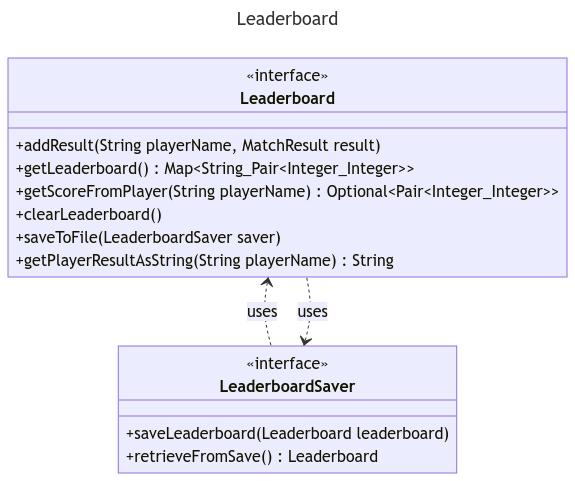 Leaderboard
«interface»
Leaderboard
+addResult(String playerName, MatchResult result)
+getLeaderboard() : Map<String_Pair<Integer_Integer>>
+getScoreFromPlayer(String playerName) : Optional<Pair<Integer_Integer>>
+clearLeaderboard()
+saveToFile(LeaderboardSaver saver)
+getPlayerResultAsString(String playerName) : String
uses uses
«interface»
LeaderboardSaver
+saveLeaderboard(Leaderboard leaderboard)
+retrieveFromSave() : Leaderboard